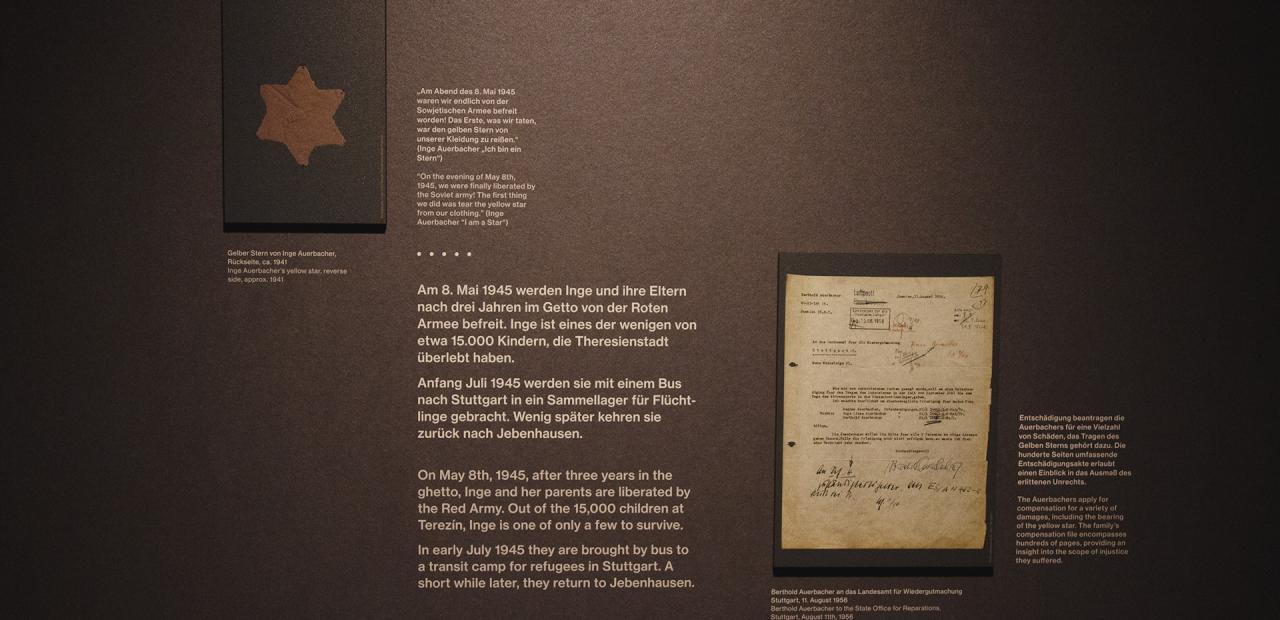 „Am Abend des 8. Mai 1945
waren wir endlich von der
Sowjetischen Armee befreit
worden! Das Erste, was wir taten,
war den gelben Stern von
unserer Kleidung zu reißen.“
(Inge Auerbacher „Ich bin ein
Stern“)
“On the evening of May 8th,
1945, we were finally liberated by
the Soviet army! The first thing
we did was tear the yellow star
from our clothing.” (Inge
Auerbacher “I am a Star”)
Gelber Stern von Inge Auerbacher,
Rückseite, ca. 1941
Inge Auerbacher's yellow star, reverse
side, approx. 1941
Am 8. Mai 1945 werden Inge und ihre Eltern
nach drei Jahren im Getto von der Roten
Armee befreit. Inge ist eines der wenigen von
etwa 15.000 Kindern, die Theresienstadt
überlebt haben.
Anfang Juli 1945 werden sie mit einem Bus
nach Stuttgart in ein Sammellager für Flücht-
linge gebracht. Wenig später kehren sie
zurück nach Jebenhausen.
On May 8th, 1945, after three years in the
ghetto, Inge and her parents are liberated by
the Red Army. Out of the 15,000 children at
Terezín, Inge is one of only a few to survive.
In early July 1945 they are brought by bus to
a transit camp for refugees in Stuttgart. A
short while later, they return to Jebenhausen.
Berthold Auerbacher
Luftpost!
Stuttgart
Entschädigung beantragen die
Auerbachers für eine Vielzahl
von Schäden, das Tragen des
Gelben Sterns gehört dazu. Die
hunderte Seiten umfassende
Entschädigungsakte erlaubt
einen Einblick in das Ausmaß des
erlittenen Unrechts.
The Auerbachers apply for
compensation for a variety of
damages, including the bearing
of the yellow star. The family's
compensation file encompasses
hundreds of pages, providing an
insight into the scope of injustice
they suffered.
Berthold Auerbacher an das Landesamt für Wiedergutmachung
Stuttgart, 11. August 1956
Berthold Auerbacher to the State Office for Reparations,
Stuttgart, August 11th, 1956